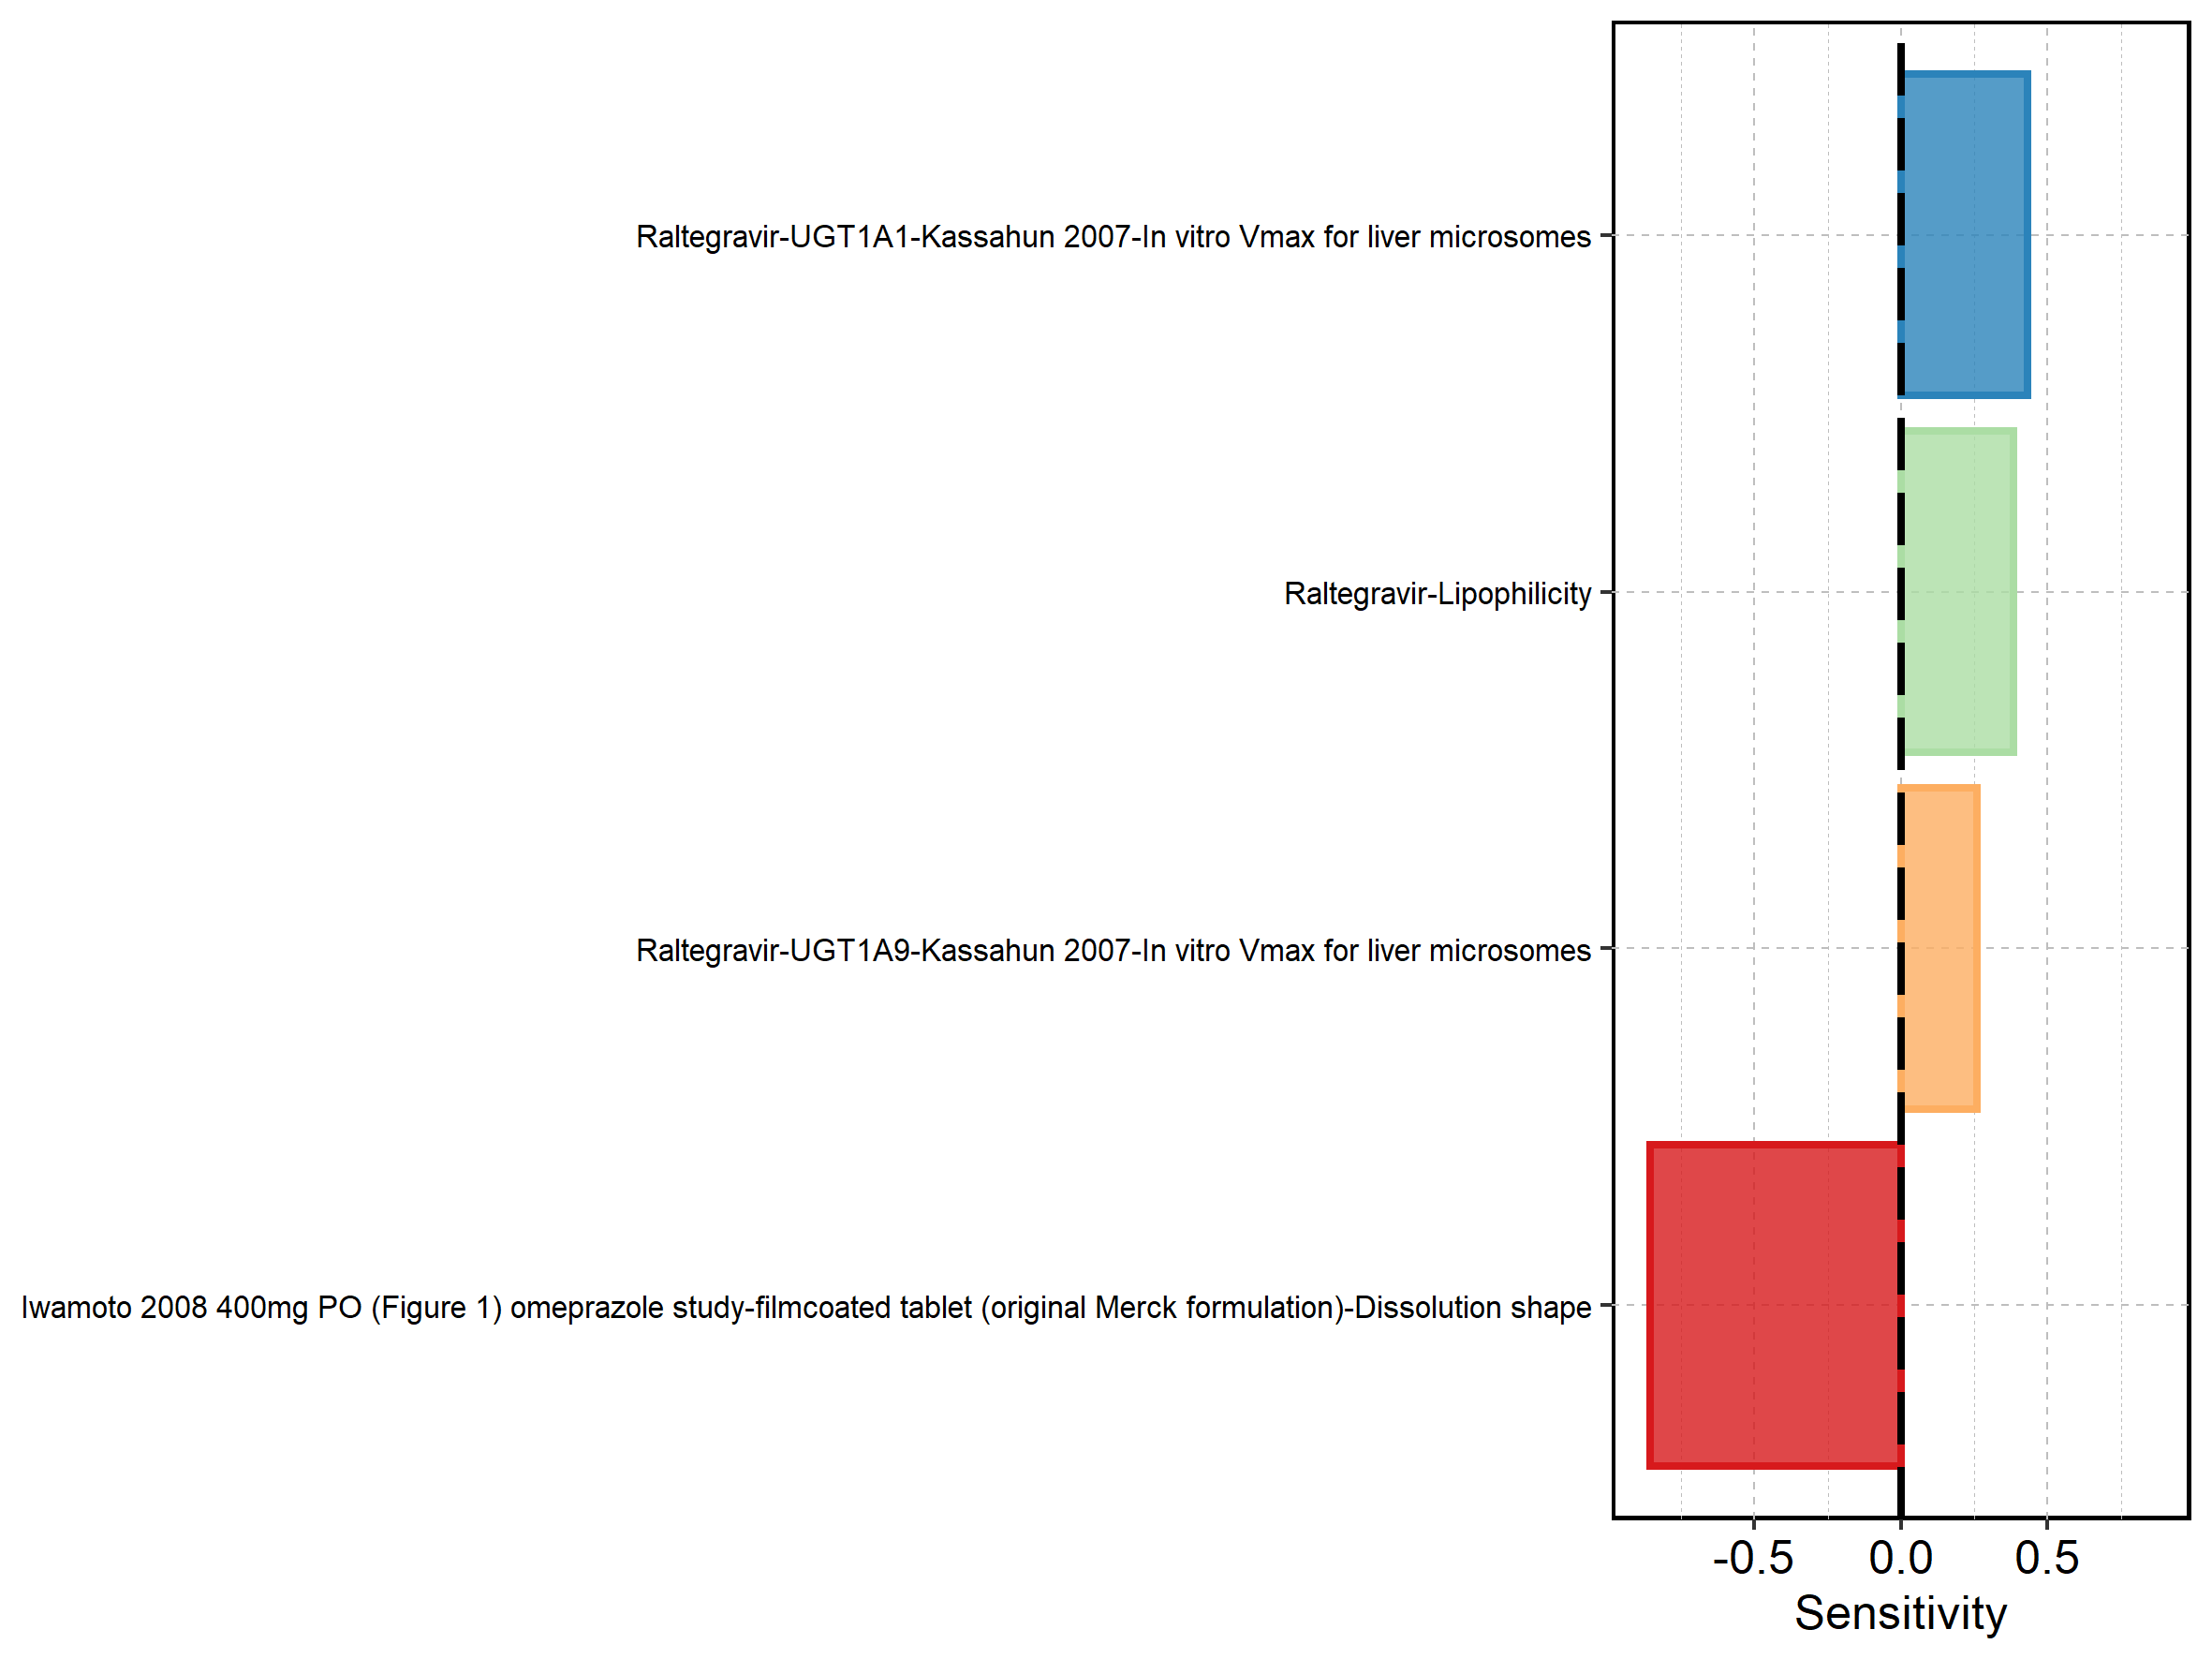 Raltegravir-UGT1A1-Kassahun 2007-In vitro Vmax for liver microsomes
Raltegravir-Lipophilicity
Raltegravir-UGT1A9-Kassahun 2007-In vitro Vmax for liver microsomes
Iwamoto 2008 400mg PO (Figure 1) omeprazole study-filmcoated tablet (original Merck formulation)-Dissolution shape
-0.5 0.0 0.5
Sensitivity